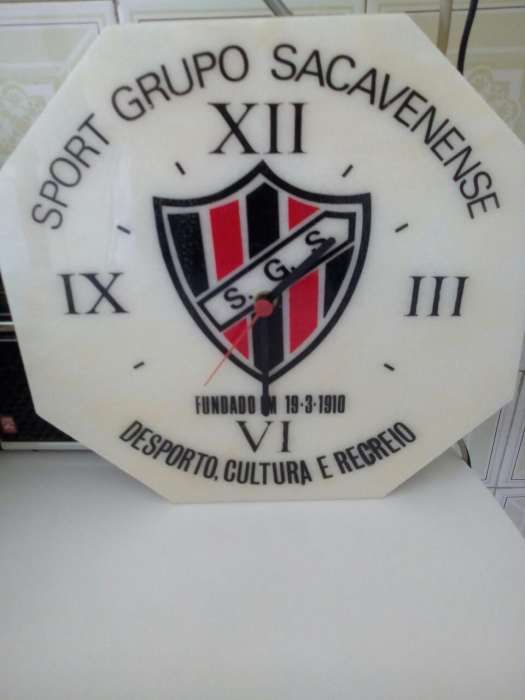 SPORT GRUPO SACAVENENSE
XII
S. G. S.
IX
III
FUNDADO EM 19-3-1910
VI
DESPORTO, CULTURA E RECREIO